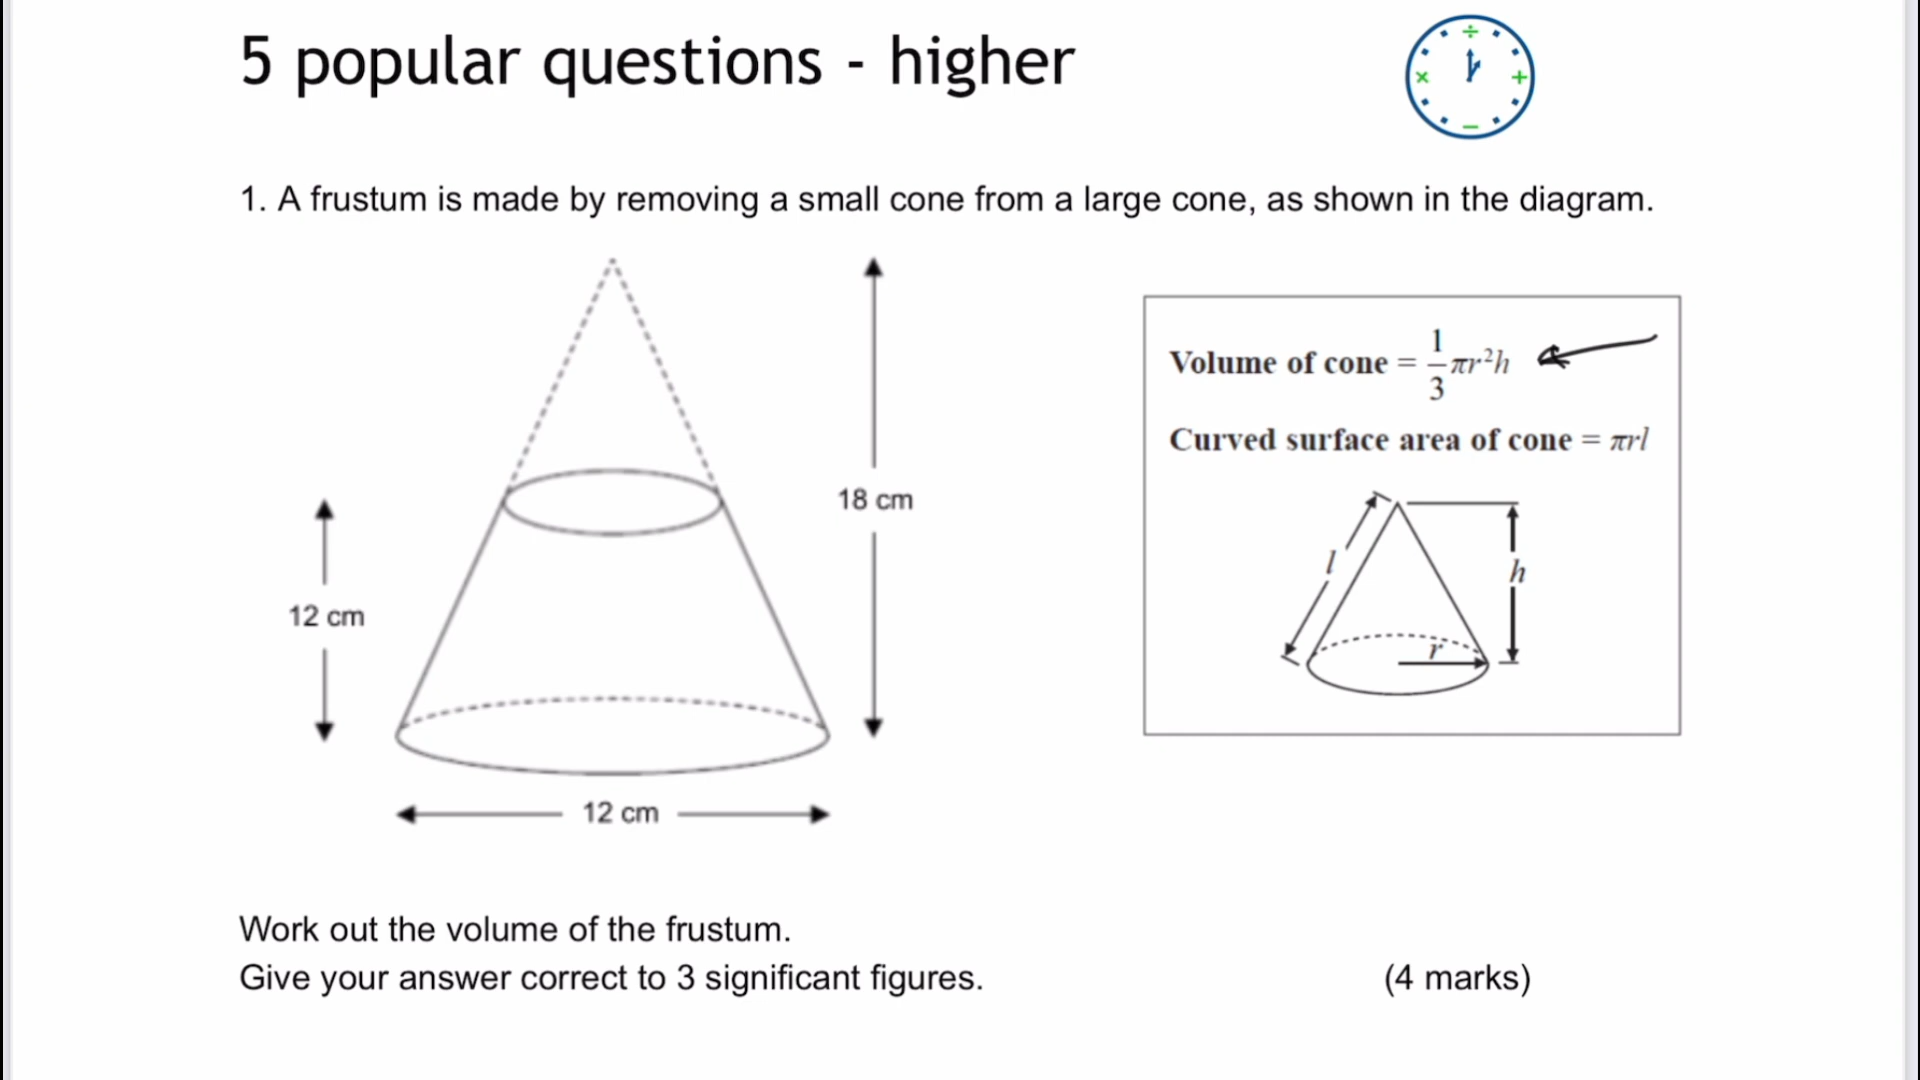 5 popular questions - higher
÷
× +
−
1. A frustum is made by removing a small cone from a large cone, as shown in the diagram.
Volume of cone = 1/3 πr²h
Curved surface area of cone = πrl
18 cm
l
h
12 cm
r
12 cm
Work out the volume of the frustum.
Give your answer correct to 3 significant figures. (4 marks)